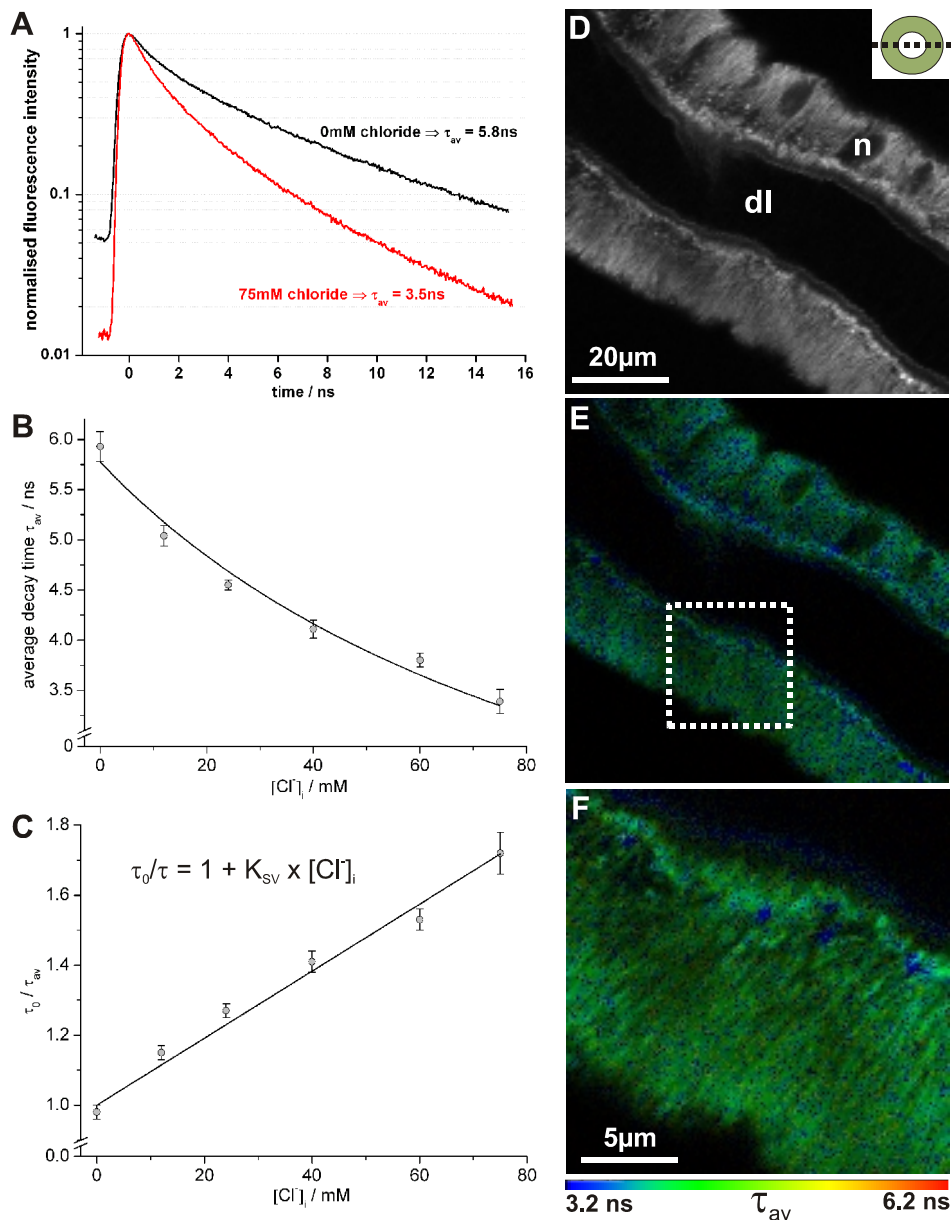 A
normalised fluorescence intensity
1
0.1
0.01
0mM chloride ⇒ τav = 5.8ns
75mM chloride ⇒ τav = 3.5ns
0 2 4 6 8 10 12 14 16
time / ns
B
average decay time τav / ns
6.0
5.5
5.0
4.5
4.0
3.5
0
0 20 40 60 80
[Cl-]i / mM
C
τ0 / τav
1.8
1.6
1.4
1.2
1.0
0.0
τ0/τ = 1 + KSV x [Cl-]i
0 20 40 60 80
[Cl-]i / mM
D
n
dl
20µm
E
F
5µm
3.2 ns τav 6.2 ns